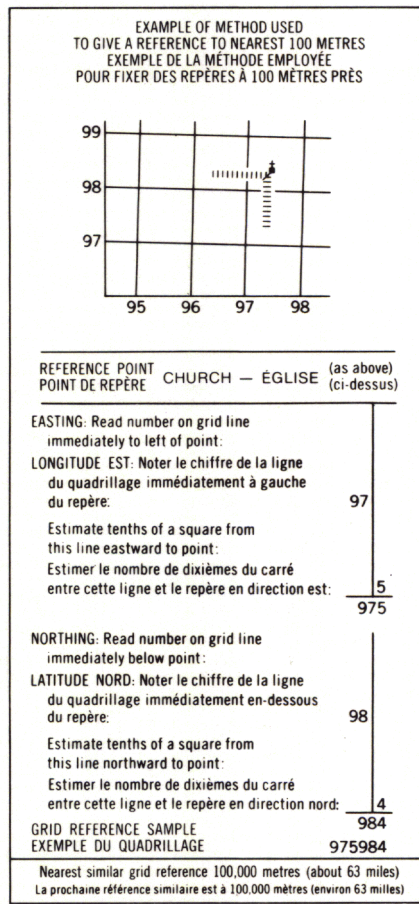 EXAMPLE OF METHOD USED
TO GIVE A REFERENCE TO NEAREST 100 METRES
EXEMPLE DE LA MÉTHODE EMPLOYÉE
POUR FIXER DES REPÈRES À 100 MÈTRES PRÈS
99
98
97
95 96 97 98
REFERENCE POINT CHURCH — ÉGLISE (as above)
POINT DE REPÈRE (ci-dessus)
EASTING: Read number on grid line
immediately to left of point:
LONGITUDE EST: Noter le chiffre de la ligne
du quadrillage immédiatement à gauche
du repère: 97
Estimate tenths of a square from
this line eastward to point:
Estimer le nombre de dixièmes du carré
entre cette ligne et le repère en direction est: 5
975
NORTHING: Read number on grid line
immediately below point:
LATITUDE NORD: Noter le chiffre de la ligne
du quadrillage immédiatement en-dessous
du repère: 98
Estimate tenths of a square from
this line northward to point:
Estimer le nombre de dixièmes du carré
entre cette ligne et le repère en direction nord: 4
GRID REFERENCE SAMPLE 984
EXEMPLE DU QUADRILLAGE 975984
Nearest similar grid reference 100,000 metres (about 63 miles)
La prochaine référence similaire est à 100,000 mètres (environ 63 milles)